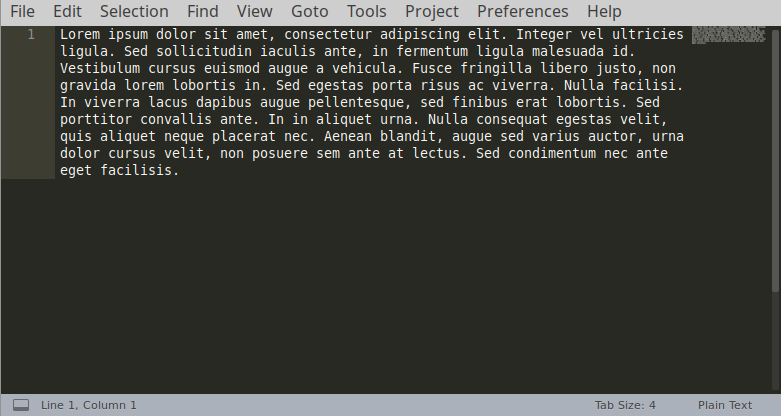 File Edit Selection Find View Goto Tools Project Preferences Help
1 Lorem ipsum dolor sit amet, consectetur adipiscing elit. Integer vel ultricies
ligula. Sed sollicitudin iaculis ante, in fermentum ligula malesuada id.
Vestibulum cursus euismod augue a vehicula. Fusce fringilla libero justo, non
gravida lorem lobortis in. Sed egestas porta risus ac viverra. Nulla facilisi.
In viverra lacus dapibus augue pellentesque, sed finibus erat lobortis. Sed
porttitor convallis ante. In in aliquet urna. Nulla consequat egestas velit,
quis aliquet neque placerat nec. Aenean blandit, augue sed varius auctor, urna
dolor cursus velit, non posuere sem ante at lectus. Sed condimentum nec ante
eget facilisis.
Line 1, Column 1 Tab Size: 4 Plain Text